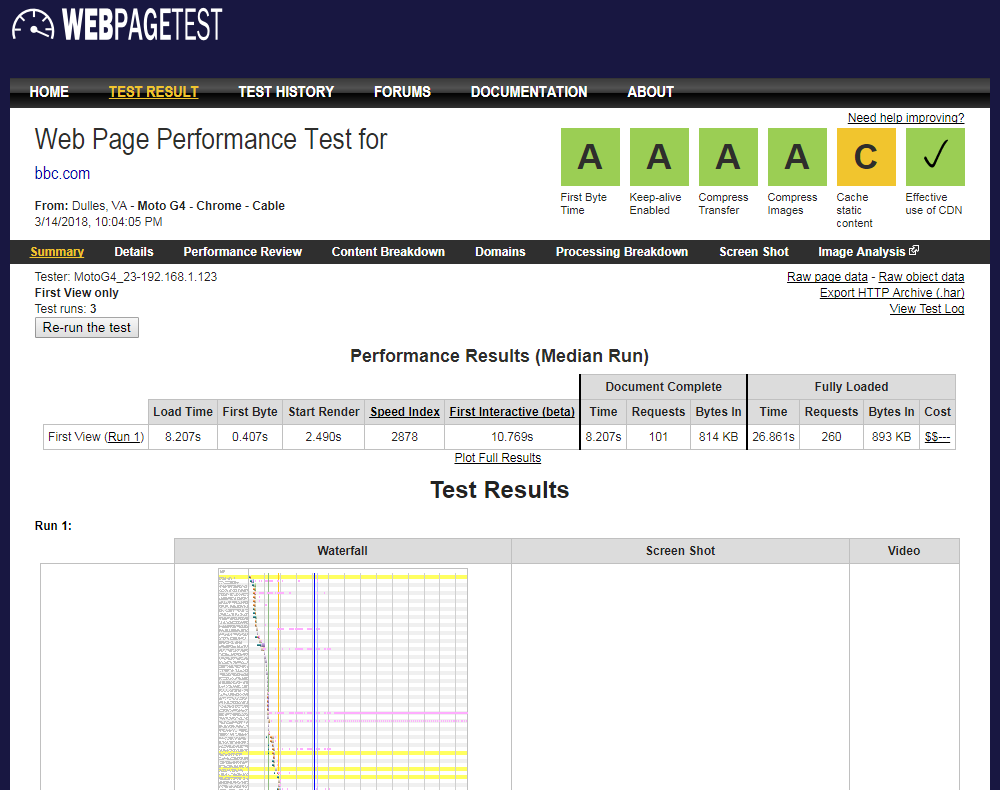 WEBPAGETEST
HOME TEST RESULT TEST HISTORY FORUMS DOCUMENTATION ABOUT
Need help improving?
Web Page Performance Test for
bbc.com
From: Dulles, VA - Moto G4 - Chrome - Cable
3/14/2018, 10:04:05 PM
A A A A C ✓
First Byte Time
Keep-alive Enabled
Compress Transfer
Compress Images
Cache static content
Effective use of CDN
Summary Details Performance Review Content Breakdown Domains Processing Breakdown Screen Shot Image Analysis
Tester: MotoG4_23-192.168.1.123
First View only
Test runs: 3
Re-run the test
Raw page data - Raw object data
Export HTTP Archive (.har)
View Test Log
Performance Results (Median Run)
Document Complete Fully Loaded
Load Time First Byte Start Render Speed Index First Interactive (beta) Time Requests Bytes In Time Requests Bytes In Cost
First View (Run 1) 8.207s 0.407s 2.490s 2878 10.769s 8.207s 101 814 KB 26.861s 260 893 KB $$---
Plot Full Results
Test Results
Run 1:
Waterfall Screen Shot Video